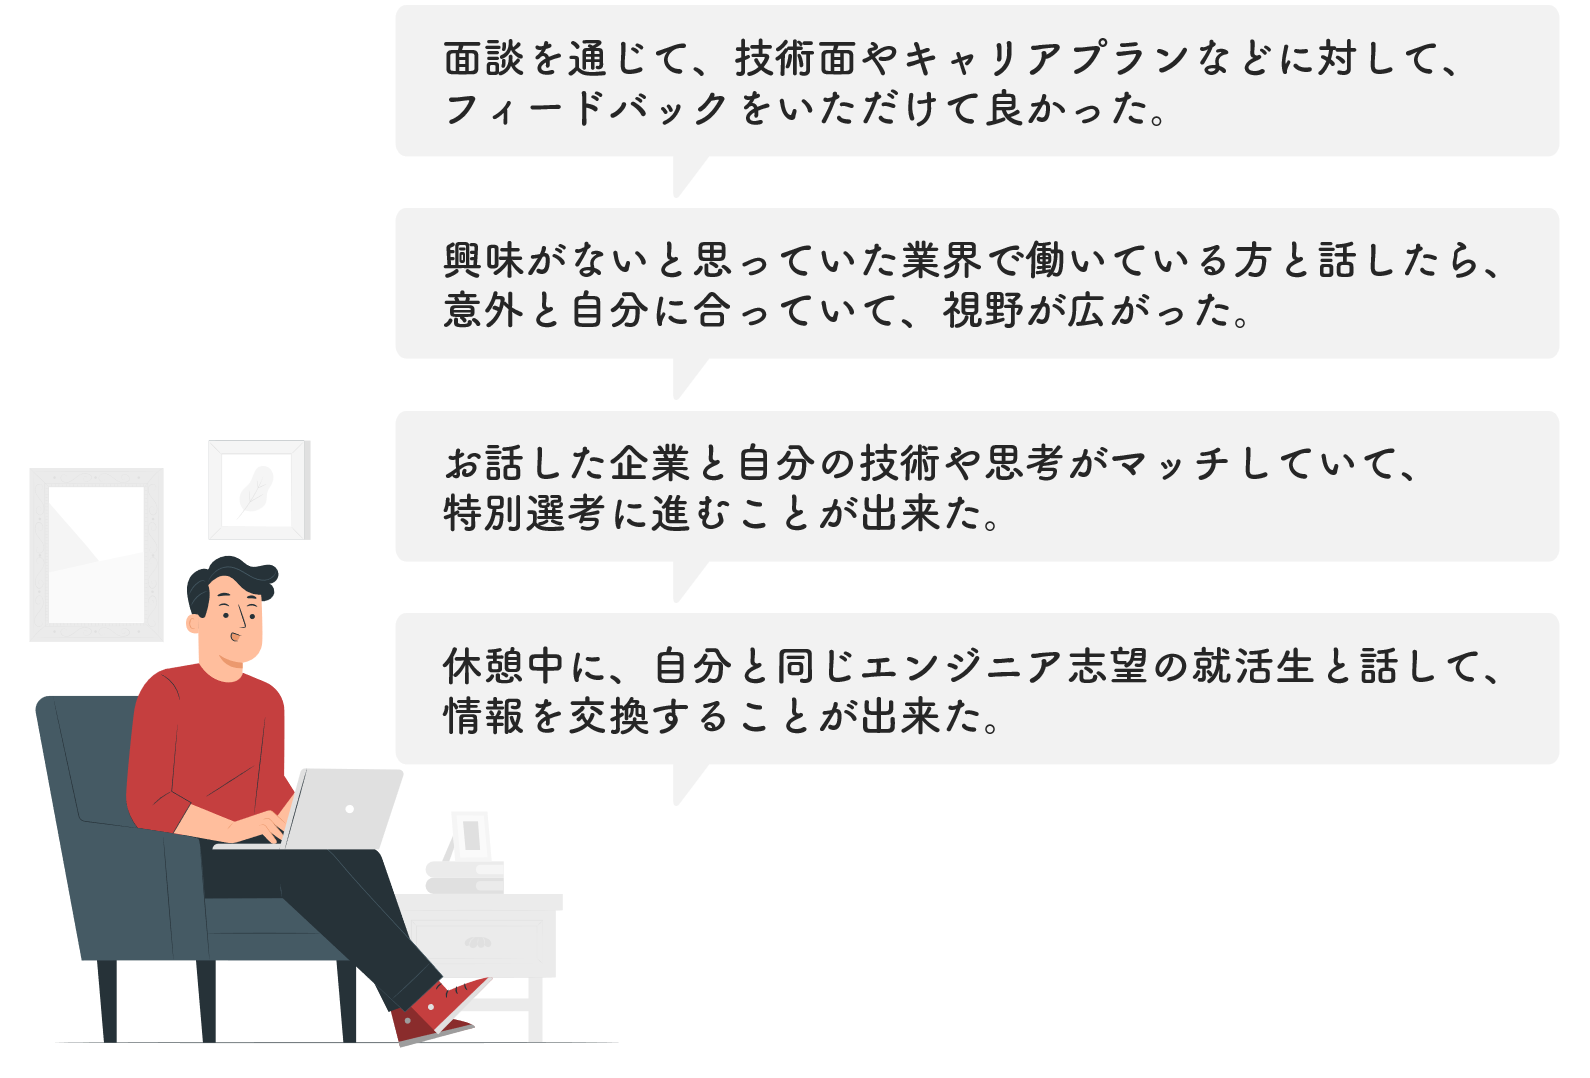 面談を通じて、技術面やキャリアプランなどに対して、
フィードバックをいただけて良かった。
興味がないと思っていた業界で働いている方と話したら、
意外と自分に合っていて、視野が広がった。
お話した企業と自分の技術や思考がマッチしていて、
特別選考に進むことが出来た。
休憩中に、自分と同じエンジニア志望の就活生と話して、
情報を交換することが出来た。